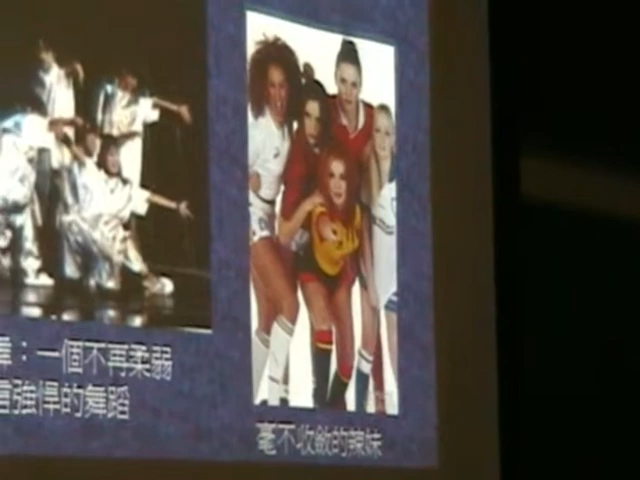 ：一個不再柔弱
強悍的舞蹈
毫不收斂的辣妹